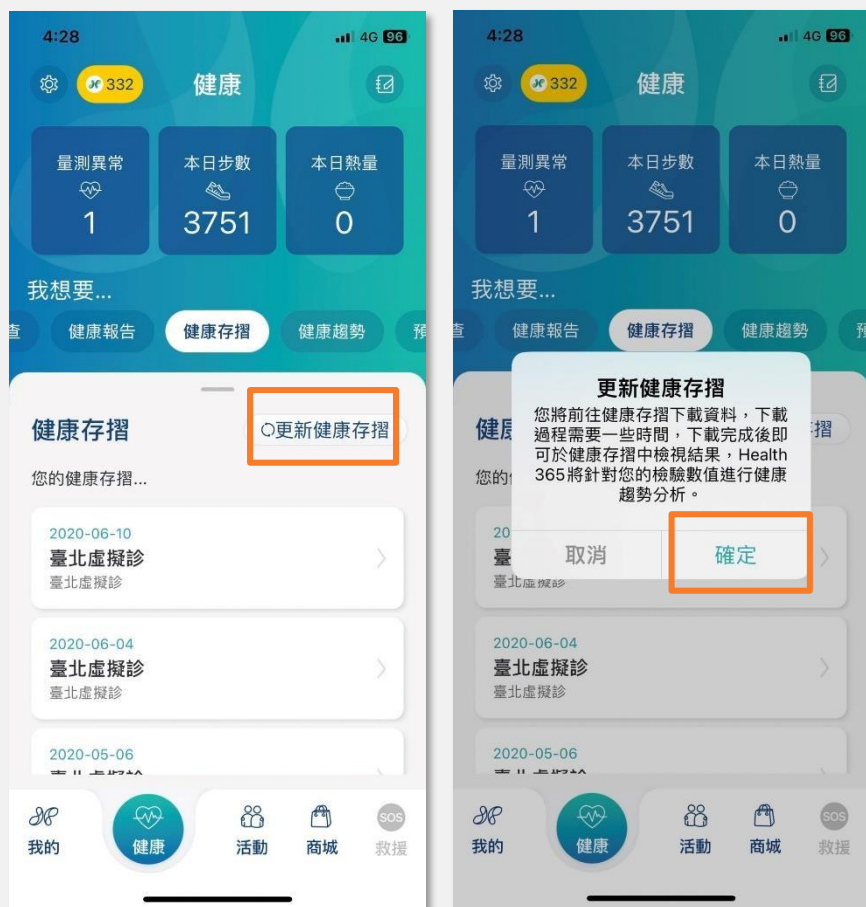 4:28
4G 96
332
健康
量測異常
本日步數
本日熱量
1
3751
0
我想要...
查
健康報告
健康存摺
健康趨勢
預
健康存摺
更新健康存摺
您的健康存摺...
2020-06-10
臺北虛擬診
臺北虛擬診
2020-06-04
臺北虛擬診
臺北虛擬診
2020-05-06
我的
健康
活動
商城
SOS
救援
4:28
4G 96
332
健康
量測異常
本日步數
本日熱量
1
3751
0
我想要...
查
健康報告
健康存摺
健康趨勢
預
更新健康存摺
您將前往健康存摺下載資料，下載
過程需要一些時間，下載完成後即
可於健康存摺中檢視結果，Health
365將針對您的檢驗數值進行健康
趨勢分析。
取消
確定
健
摺
您的
20
臺
臺北虛擬診
2020-06-04
臺北虛擬診
臺北虛擬診
2020-05-06
我的
健康
活動
商城
SOS
救援